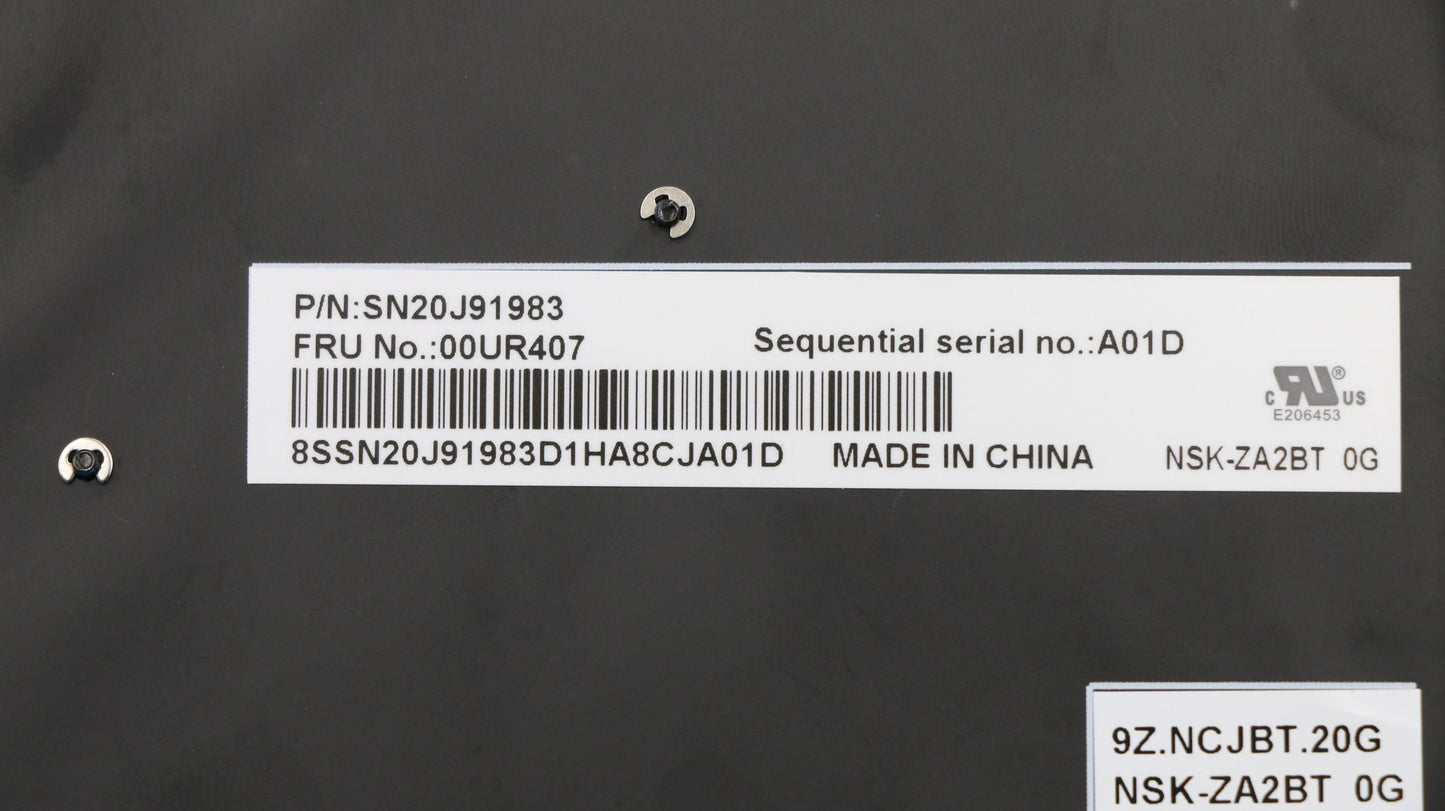 P/N:SN20J91983
FRU No.:00UR407
Sequential serial no.:A01D
c RU ® US
E206453
8SSN20J91983D1HA8CJA01D MADE IN CHINA NSK-ZA2BT 0G
9Z.NCJBT.20G
NSK-ZA2BT 0G